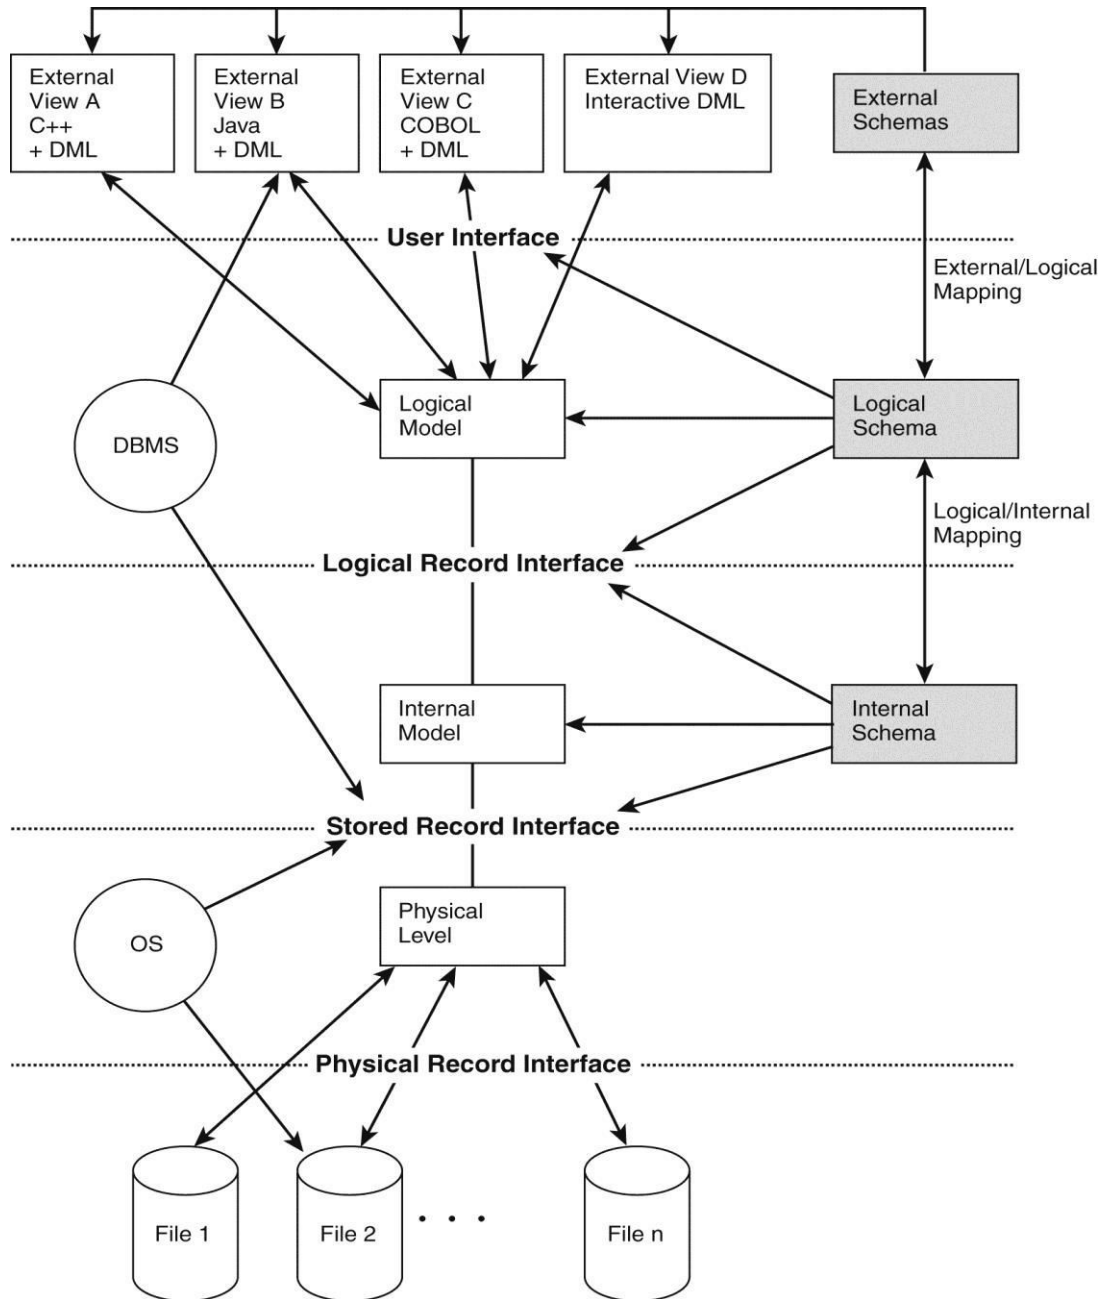 External
View A
C++
+ DML
External
View B
Java
+ DML
External
View C
COBOL
+ DML
External View D
Interactive DML
External
Schemas
User Interface
External/Logical
Mapping
DBMS
Logical
Model
Logical
Schema
Logical/Internal
Mapping
Logical Record Interface
Internal
Model
Internal
Schema
Stored Record Interface
OS
Physical
Level
Physical Record Interface
File 1
File 2
. . .
File n